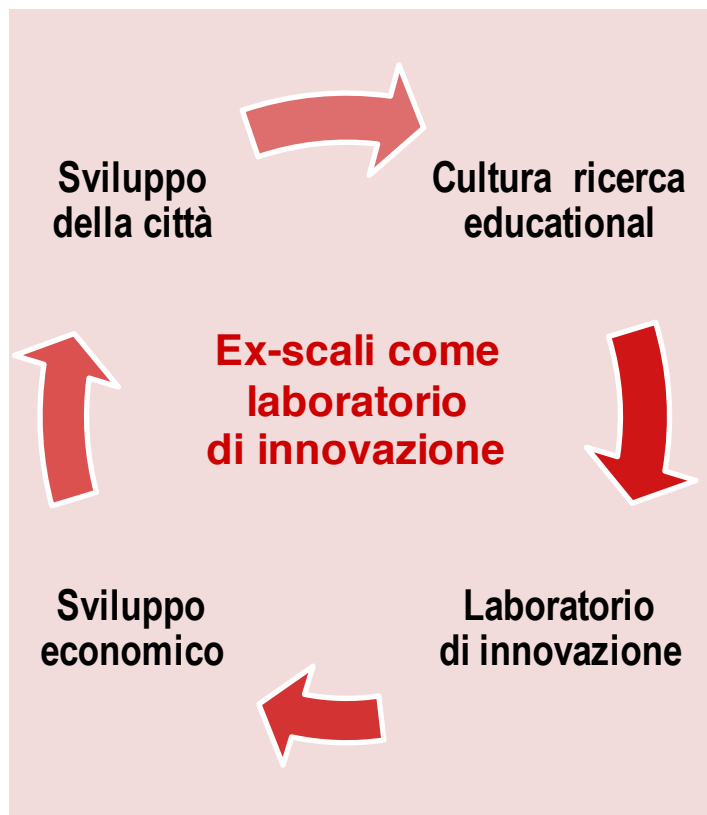 Sviluppo
della città
Cultura ricerca
educational
Ex-scali come
laboratorio
di innovazione
Sviluppo
economico
Laboratorio
di innovazione